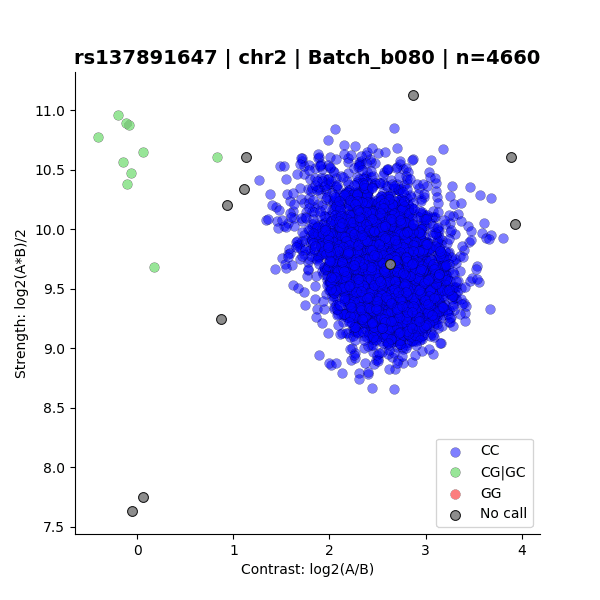 rs137891647 | chr2 | Batch_b080 | n=4660
Strength: log2(A*B)/2
11.0
10.5
10.0
9.5
9.0
8.5
8.0
7.5
CC
CG|GC
GG
No call
0 1 2 3 4
Contrast: log2(A/B)